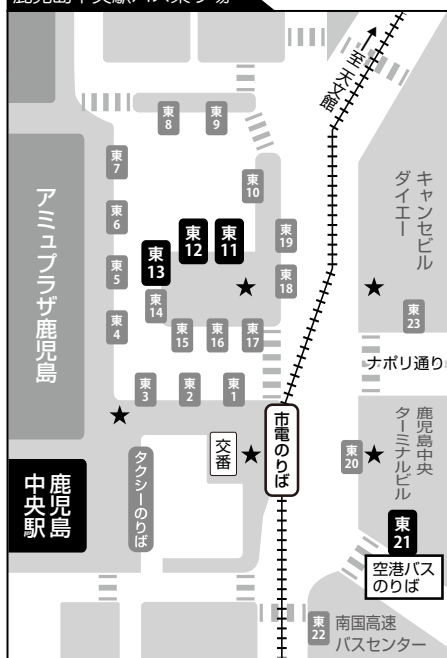 鹿児島中央駅バス乗り場
至 天文館
東
8
東
9
東
7
東
10
東
6
東
12
東
11
東
19
東
13
東
5
東
18
東
14
東
4
東
15
東
16
東
17
東
3
東
2
東
1
アミュプラザ鹿児島
キャンセビル
ダイエー
東
23
ナポリ通り
市電のりば
交番
タクシーのりば
鹿児島
中央駅
東
20
鹿児島中央
ターミナルビル
東
21
空港バス
のりば
東
22
南国高速
バスセンター